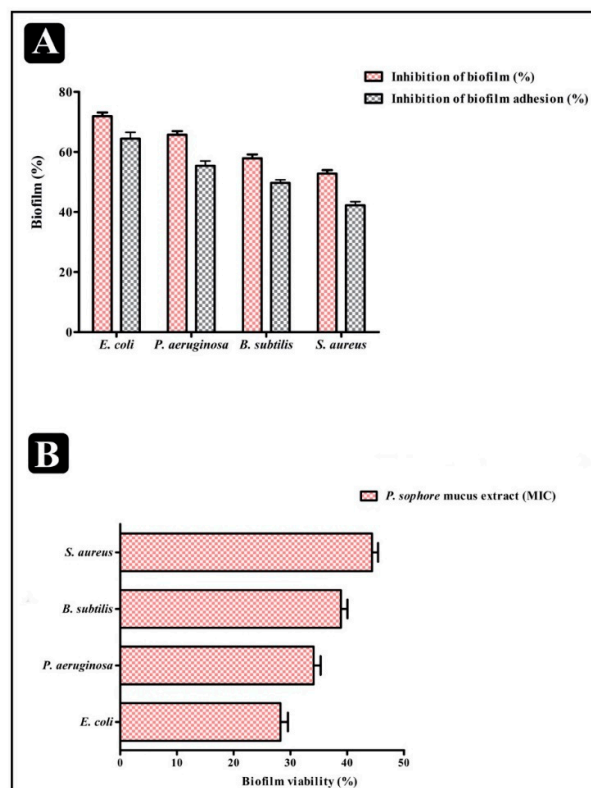 A
Inhibition of biofilm (%)
Inhibition of biofilm adhesion (%)
Biofilm (%)
80
60
40
20
0
E. coli P. aeruginosa B. subtilis S. aureus
B
P. sophore mucus extract (MIC)
S. aureus
B. subtilis
P. aeruginosa
E. coli
0 10 20 30 40 50
Biofilm viability (%)